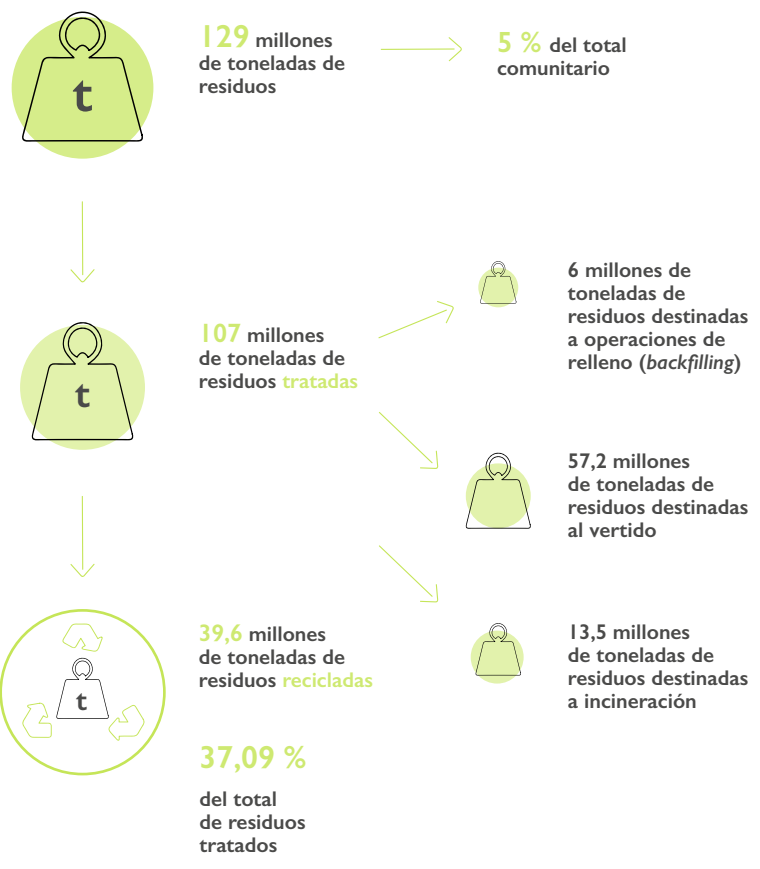 t
129 millones
de toneladas de
residuos
5 % del total
comunitario
t
107 millones
de toneladas de
residuos tratadas
6 millones de
toneladas de
residuos destinadas
a operaciones de
relleno (backfilling)
57,2 millones
de toneladas de
residuos destinadas
al vertido
13,5 millones
de toneladas de
residuos destinadas
a incineración
t
39,6 millones
de toneladas de
residuos recicladas
37,09 %
del total
de residuos
tratados